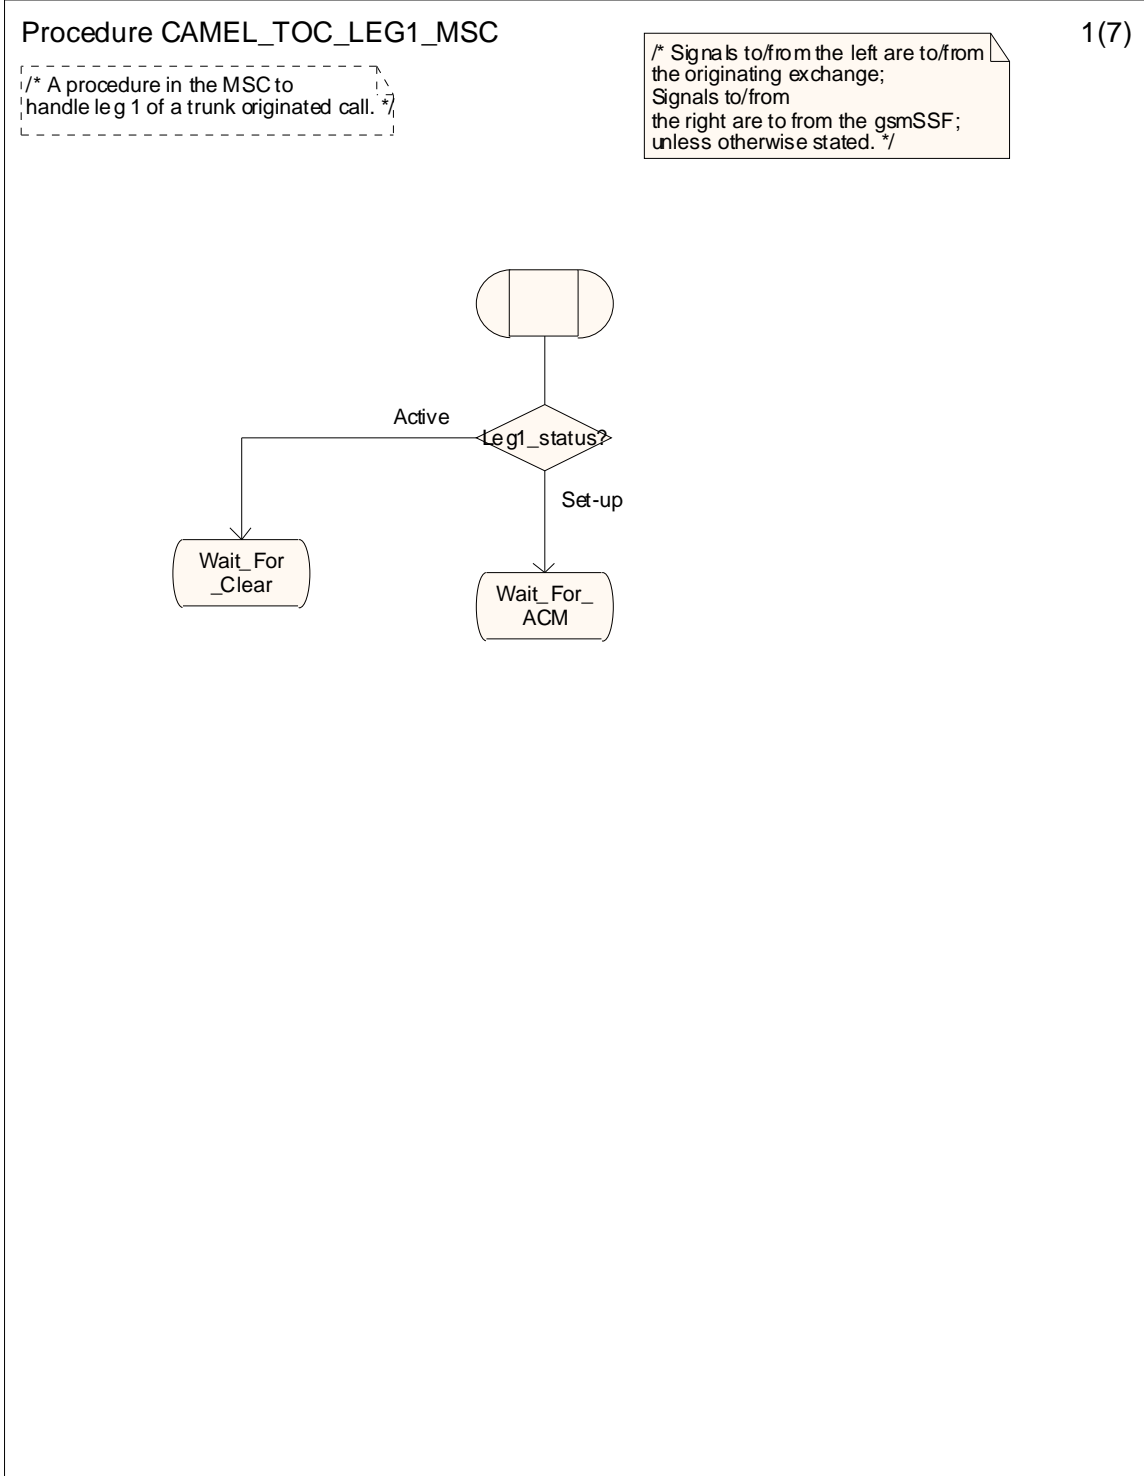 Procedure CAMEL_TOC_LEG1_MSC
1(7)
/* A procedure in the MSC to
handle leg 1 of a trunk originated call. */
/* Signals to/from the left are to/from
the originating exchange;
Signals to/from
the right are to from the gsmSSF;
unless otherwise stated. */
Active
Leg1_status?
Set-up
Wait_For
_Clear
Wait_For_
ACM